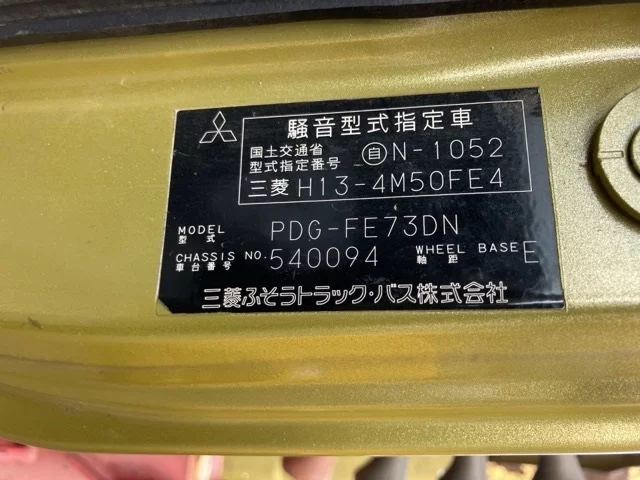 騒音型式指定車
国土交通省
型式指定番号 自 N-1052
三菱 H13-4M50FE4
MODEL
型式 PDG-FE73DN
CHASSIS NO. 540094 WHEEL BASE E
車台番号 軸距
三菱ふそうトラック・バス株式会社